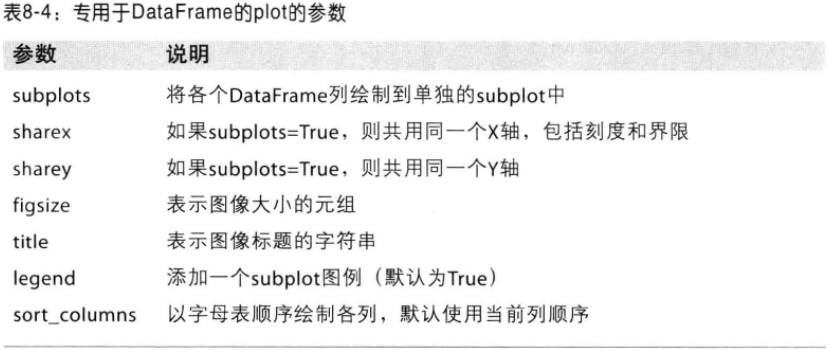 表8-4：专用于DataFrame的plot的参数
参数 说明
subplots 将各个DataFrame列绘制到单独的subplot中
sharex 如果subplots=True，则共用同一个X轴，包括刻度和界限
sharey 如果subplots=True，则共用同一个Y轴
figsize 表示图像大小的元组
title 表示图像标题的字符串
legend 添加一个subplot图例（默认为True）
sort_columns 以字母表顺序绘制各列，默认使用当前列顺序